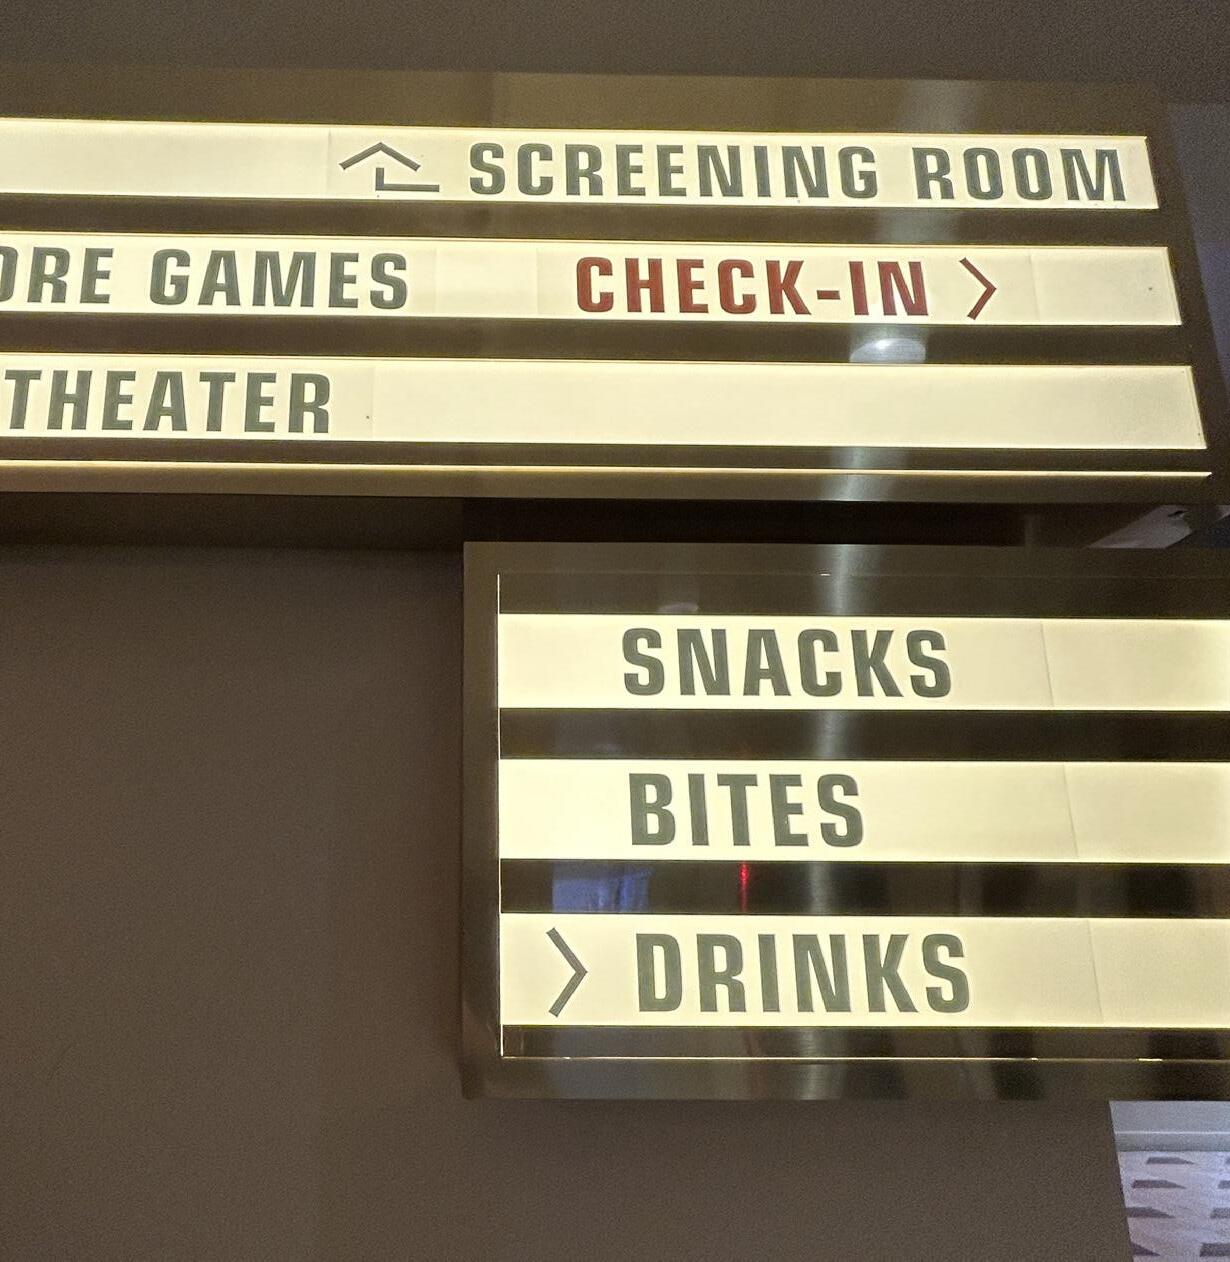 SCREENING ROOM
ORE GAMES CHECK-IN >
THEATER
SNACKS
BITES
> DRINKS